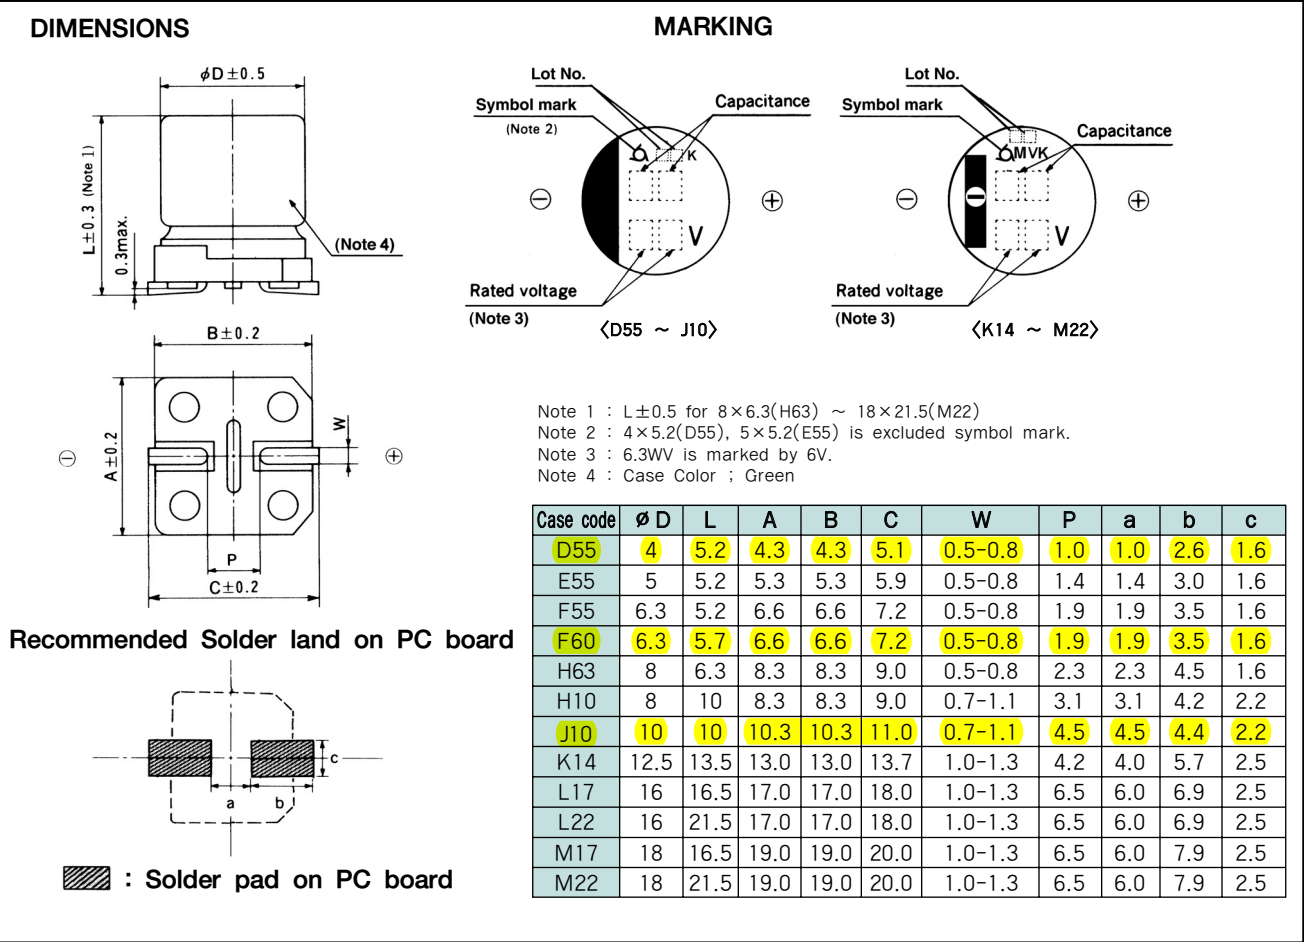 DIMENSIONS
MARKING
φD±0.5
L±0.3 (Note 1)
0.3max.
(Note 4)
B±0.2
A±0.2
W
⊖
⊕
P
C±0.2
Lot No.
Symbol mark
(Note 2)
Capacitance
K
⊖
⊕
V
Rated voltage
(Note 3)
〈D55 ~ J10〉
Lot No.
Symbol mark
Capacitance
MVK
⊖
⊕
V
Rated voltage
(Note 3)
〈K14 ~ M22〉
Note 1 : L±0.5 for 8×6.3(H63) ~ 18×21.5(M22)
Note 2 : 4×5.2(D55), 5×5.2(E55) is excluded symbol mark.
Note 3 : 6.3WV is marked by 6V.
Note 4 : Case Color ; Green
Case code ø D L A B C W P a b c
D55 4 5.2 4.3 4.3 5.1 0.5-0.8 1.0 1.0 2.6 1.6
E55 5 5.2 5.3 5.3 5.9 0.5-0.8 1.4 1.4 3.0 1.6
F55 6.3 5.2 6.6 6.6 7.2 0.5-0.8 1.9 1.9 3.5 1.6
F60 6.3 5.7 6.6 6.6 7.2 0.5-0.8 1.9 1.9 3.5 1.6
H63 8 6.3 8.3 8.3 9.0 0.5-0.8 2.3 2.3 4.5 1.6
H10 8 10 8.3 8.3 9.0 0.7-1.1 3.1 3.1 4.2 2.2
J10 10 10 10.3 10.3 11.0 0.7-1.1 4.5 4.5 4.4 2.2
K14 12.5 13.5 13.0 13.0 13.7 1.0-1.3 4.2 4.0 5.7 2.5
L17 16 16.5 17.0 17.0 18.0 1.0-1.3 6.5 6.0 6.9 2.5
L22 16 21.5 17.0 17.0 18.0 1.0-1.3 6.5 6.0 6.9 2.5
M17 18 16.5 19.0 19.0 20.0 1.0-1.3 6.5 6.0 7.9 2.5
M22 18 21.5 19.0 19.0 20.0 1.0-1.3 6.5 6.0 7.9 2.5
Recommended Solder land on PC board
c
a
b
: Solder pad on PC board